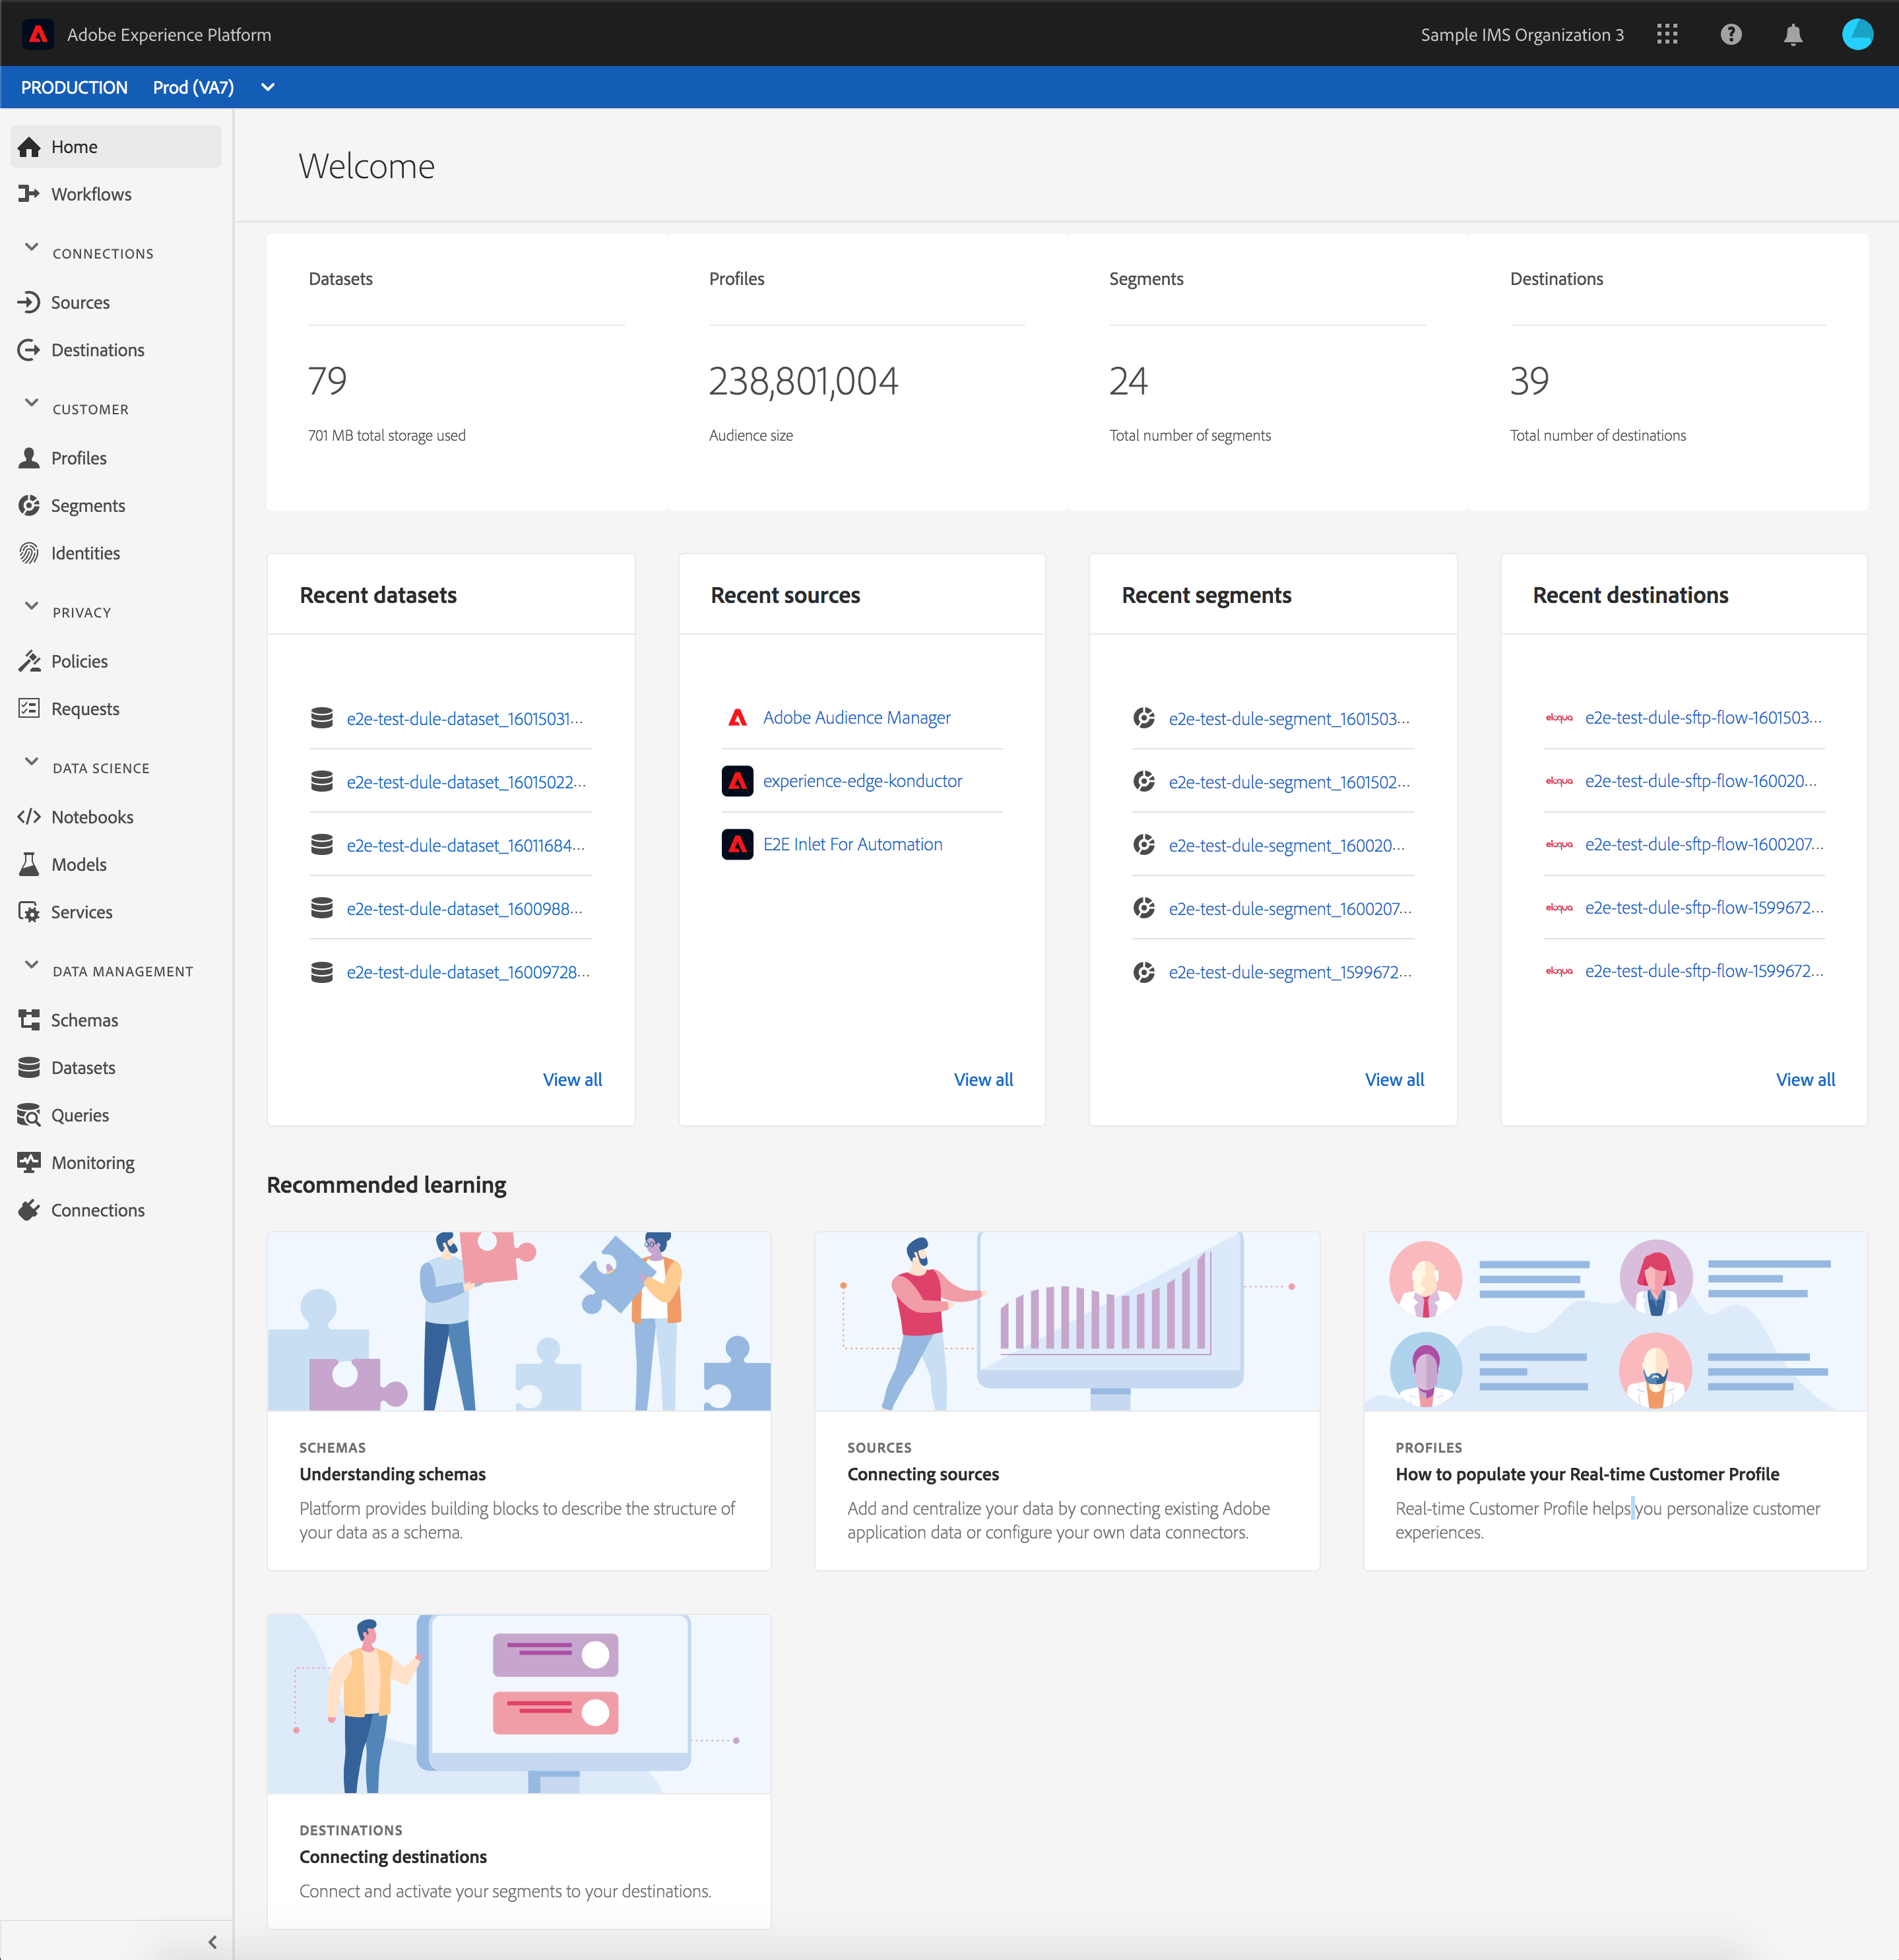 Adobe Experience Platform
Sample IMS Organization 3
PRODUCTION Prod (VA7)
Home
Workflows
CONNECTIONS
Sources
Destinations
CUSTOMER
Profiles
Segments
Identities
PRIVACY
Policies
Requests
DATA SCIENCE
Notebooks
Models
Services
DATA MANAGEMENT
Schemas
Datasets
Queries
Monitoring
Connections
Welcome
Datasets
79
701 MB total storage used
Profiles
238,801,004
Audience size
Segments
24
Total number of segments
Destinations
39
Total number of destinations
Recent datasets
e2e-test-dule-dataset_16015031...
e2e-test-dule-dataset_16015022...
e2e-test-dule-dataset_16011684...
e2e-test-dule-dataset_1600988...
e2e-test-dule-dataset_16009728...
View all
Recent sources
Adobe Audience Manager
experience-edge-konductor
E2E Inlet For Automation
View all
Recent segments
e2e-test-dule-segment_1601503...
e2e-test-dule-segment_1601502...
e2e-test-dule-segment_160020...
e2e-test-dule-segment_1600207...
e2e-test-dule-segment_1599672...
View all
Recent destinations
eloqua e2e-test-dule-sftp-flow-1601503...
eloqua e2e-test-dule-sftp-flow-160020...
eloqua e2e-test-dule-sftp-flow-1600207...
eloqua e2e-test-dule-sftp-flow-1599672...
eloqua e2e-test-dule-sftp-flow-1599672...
View all
Recommended learning
SCHEMAS
Understanding schemas
Platform provides building blocks to describe the structure of
your data as a schema.
SOURCES
Connecting sources
Add and centralize your data by connecting existing Adobe
application data or configure your own data connectors.
PROFILES
How to populate your Real-time Customer Profile
Real-time Customer Profile helps you personalize customer
experiences.
DESTINATIONS
Connecting destinations
Connect and activate your segments to your destinations.